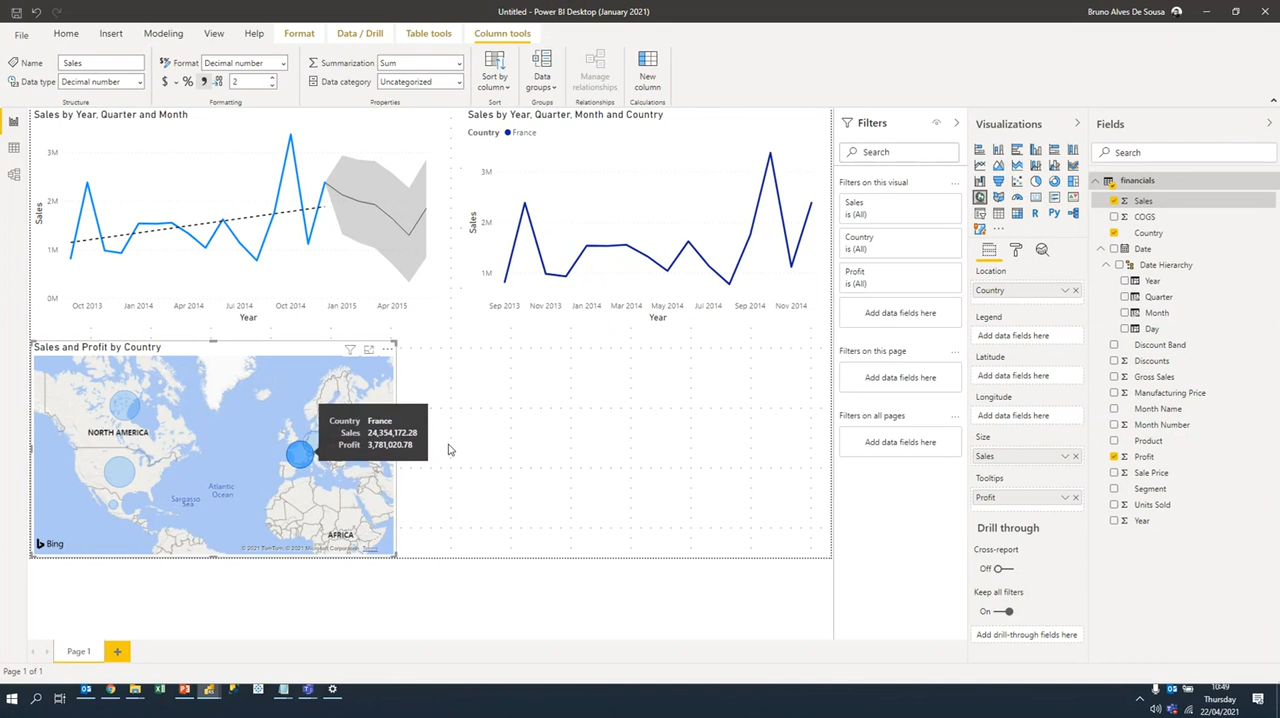 Untitled - Power BI Desktop (January 2021)
Bruno Alves De Sousa
File
Home
Insert
Modeling
View
Help
Format
Data / Drill
Table tools
Column tools
Name
Sales
Data type
Decimal number
Structure
Format
Decimal number
$
%
2
Formatting
Summarization
Sum
Data category
Uncategorized
Properties
Sort by column
Sort
Data groups
Groups
Manage relationships
Relationships
New column
Calculations
Sales by Year, Quarter and Month
3M
2M
1M
0M
Sales
Oct 2013
Jan 2014
Apr 2014
Jul 2014
Oct 2014
Jan 2015
Apr 2015
Year
Sales by Year, Quarter, Month and Country
Country
France
3M
2M
1M
Sales
Sep 2013
Nov 2013
Jan 2014
Mar 2014
May 2014
Jul 2014
Sep 2014
Nov 2014
Year
Sales and Profit by Country
NORTH AMERICA
Atlantic
Ocean
Sargasso
Sea
AFRICA
Country France
Sales 24,354,172.28
Profit 3,781,020.78
Bing
© 2021 TomTom, © 2021 Microsoft Corporation
Filters
Search
Filters on this visual
Sales
is (All)
Country
is (All)
Profit
is (All)
Add data fields here
Filters on this page
Add data fields here
Filters on all pages
Add data fields here
Visualizations
R
Py
Location
Country
Legend
Add data fields here
Latitude
Add data fields here
Longitude
Add data fields here
Size
Sales
Tooltips
Profit
Drill through
Cross-report
Off
Keep all filters
On
Add drill-through fields here
Fields
Search
financials
Sales
COGS
Country
Date
Date Hierarchy
Year
Quarter
Month
Day
Discount Band
Discounts
Gross Sales
Manufacturing Price
Month Name
Month Number
Product
Profit
Sale Price
Segment
Units Sold
Year
Page 1
Page 1 of 1
10:49
Thursday
22/04/2021